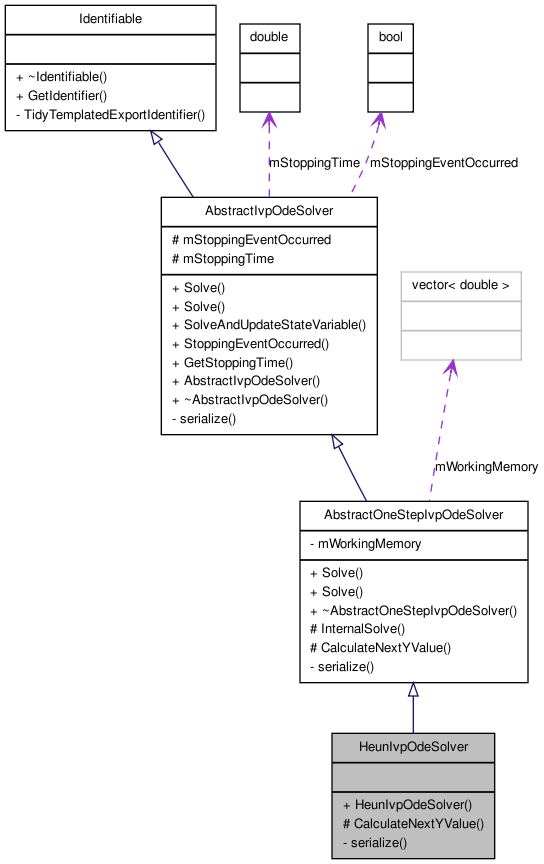 Identifiable
+ ~Identifiable()
+ GetIdentifier()
- TidyTemplatedExportIdentifier()
double
bool
mStoppingTime
mStoppingEventOccurred
AbstractIvpOdeSolver
# mStoppingEventOccurred
# mStoppingTime
+ Solve()
+ Solve()
+ SolveAndUpdateStateVariable()
+ StoppingEventOccurred()
+ GetStoppingTime()
+ AbstractIvpOdeSolver()
+ ~AbstractIvpOdeSolver()
- serialize()
vector< double >
mWorkingMemory
AbstractOneStepIvpOdeSolver
- mWorkingMemory
+ Solve()
+ Solve()
+ ~AbstractOneStepIvpOdeSolver()
# InternalSolve()
# CalculateNextYValue()
- serialize()
HeunIvpOdeSolver
+ HeunIvpOdeSolver()
# CalculateNextYValue()
- serialize()